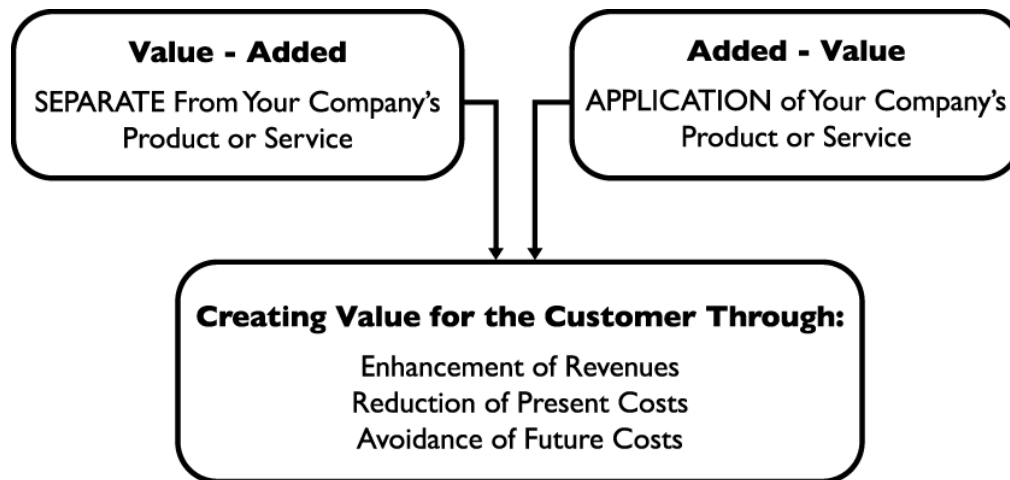 Value - Added
SEPARATE From Your Company's
Product or Service
Added - Value
APPLICATION of Your Company's
Product or Service
Creating Value for the Customer Through:
Enhancement of Revenues
Reduction of Present Costs
Avoidance of Future Costs